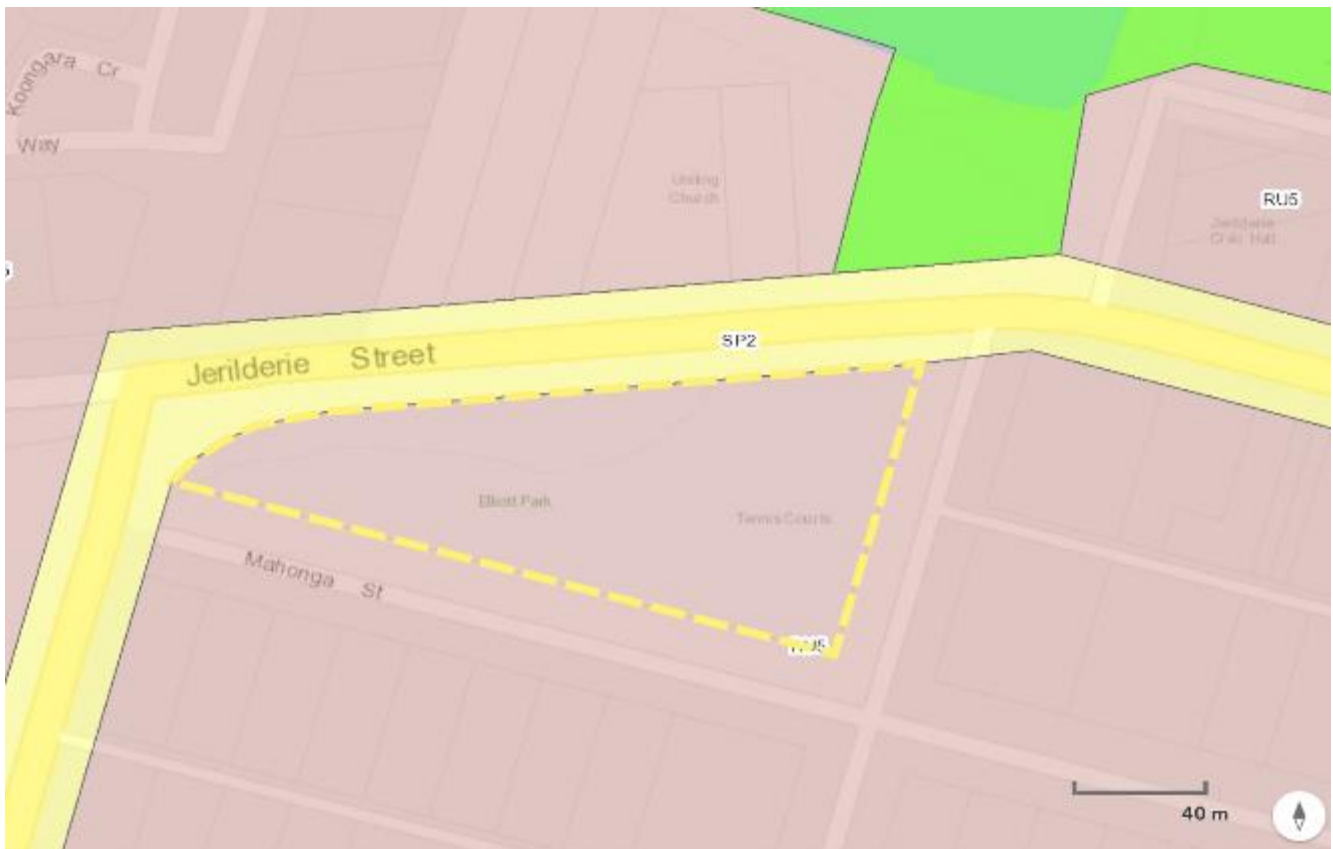 Koongara Cr
Way
Uniting
Church
RU5
Jerilderie
Civic Hall
SP2
Jerilderie Street
Elliott Park
Tennis Courts
Mahonga St
RU5
40 m